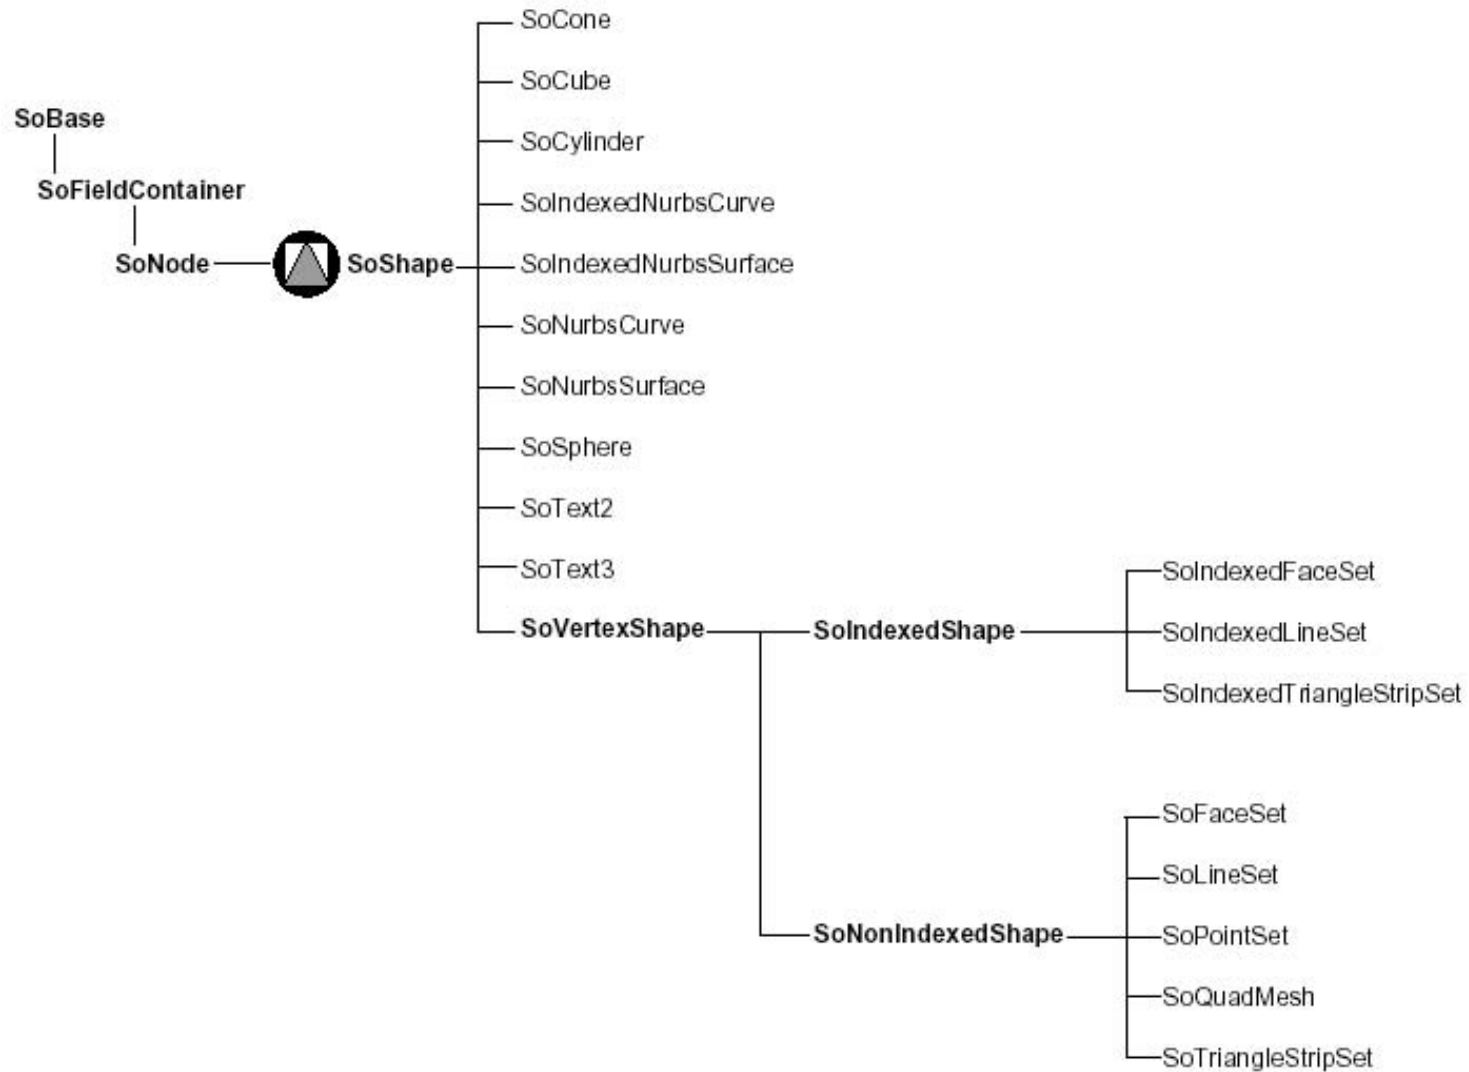 SoBase
SoFieldContainer
SoNode
SoShape
SoCone
SoCube
SoCylinder
SoIndexedNurbsCurve
SoIndexedNurbsSurface
SoNurbsCurve
SoNurbsSurface
SoSphere
SoText2
SoText3
SoVertexShape
SoIndexedShape
SoIndexedFaceSet
SoIndexedLineSet
SoIndexedTriangleStripSet
SoNonIndexedShape
SoFaceSet
SoLineSet
SoPointSet
SoQuadMesh
SoTriangleStripSet